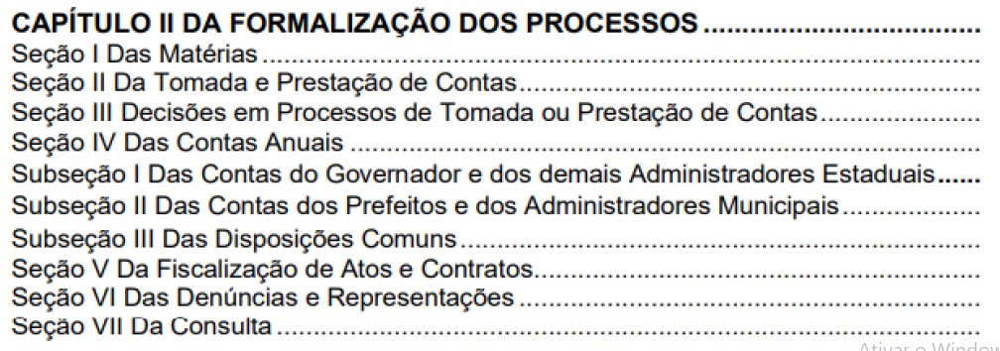 CAPÍTULO II DA FORMALIZAÇÃO DOS PROCESSOS ....................................
Seção I Das Matérias ................................................................................................
Seção II Da Tomada e Prestação de Contas..............................................................
Seção III Decisões em Processos de Tomada ou Prestação de Contas .....................
Seção IV Das Contas Anuais ....................................................................................
Subseção I Das Contas do Governador e dos demais Administradores Estaduais......
Subseção II Das Contas dos Prefeitos e dos Administradores Municipais ...................
Subseção III Das Disposições Comuns ......................................................................
Seção V Da Fiscalização de Atos e Contratos............................................................
Seção VI Das Denúncias e Representações ..............................................................
Seção VII Da Consulta ..............................................................................................
Ativar o Window